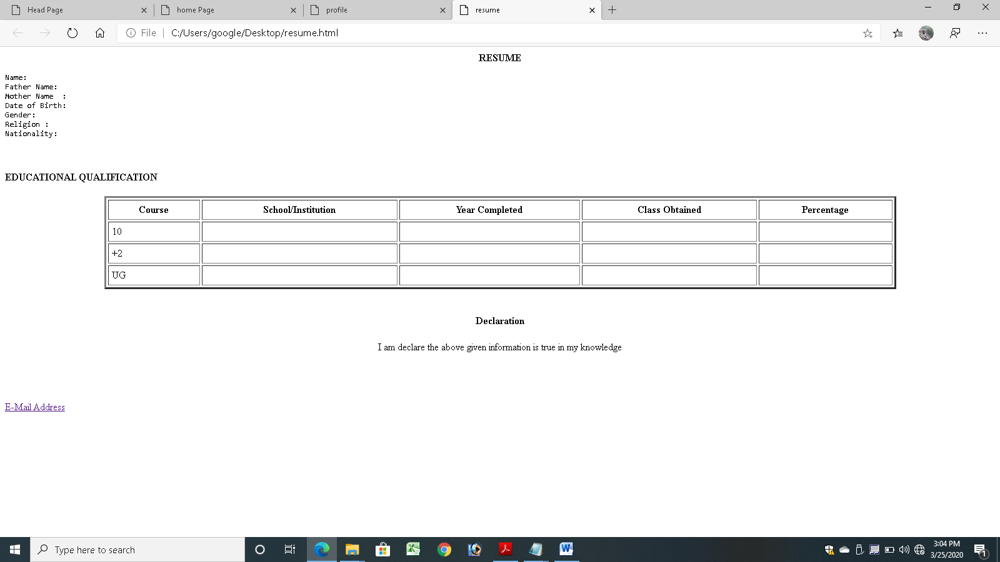 Head Page
home Page
profile
resume
File
C:/Users/google/Desktop/resume.html
RESUME
Name:
Father Name:
Mother Name  :
Date of Birth:
Gender:
Religion :
Nationality:
EDUCATIONAL QUALIFICATION
Course School/Institution Year Completed Class Obtained Percentage
10
+2
UG
Declaration
I am declare the above given information is true in my knowledge
E-Mail Address
Type here to search
3:04 PM
3/25/2020
1